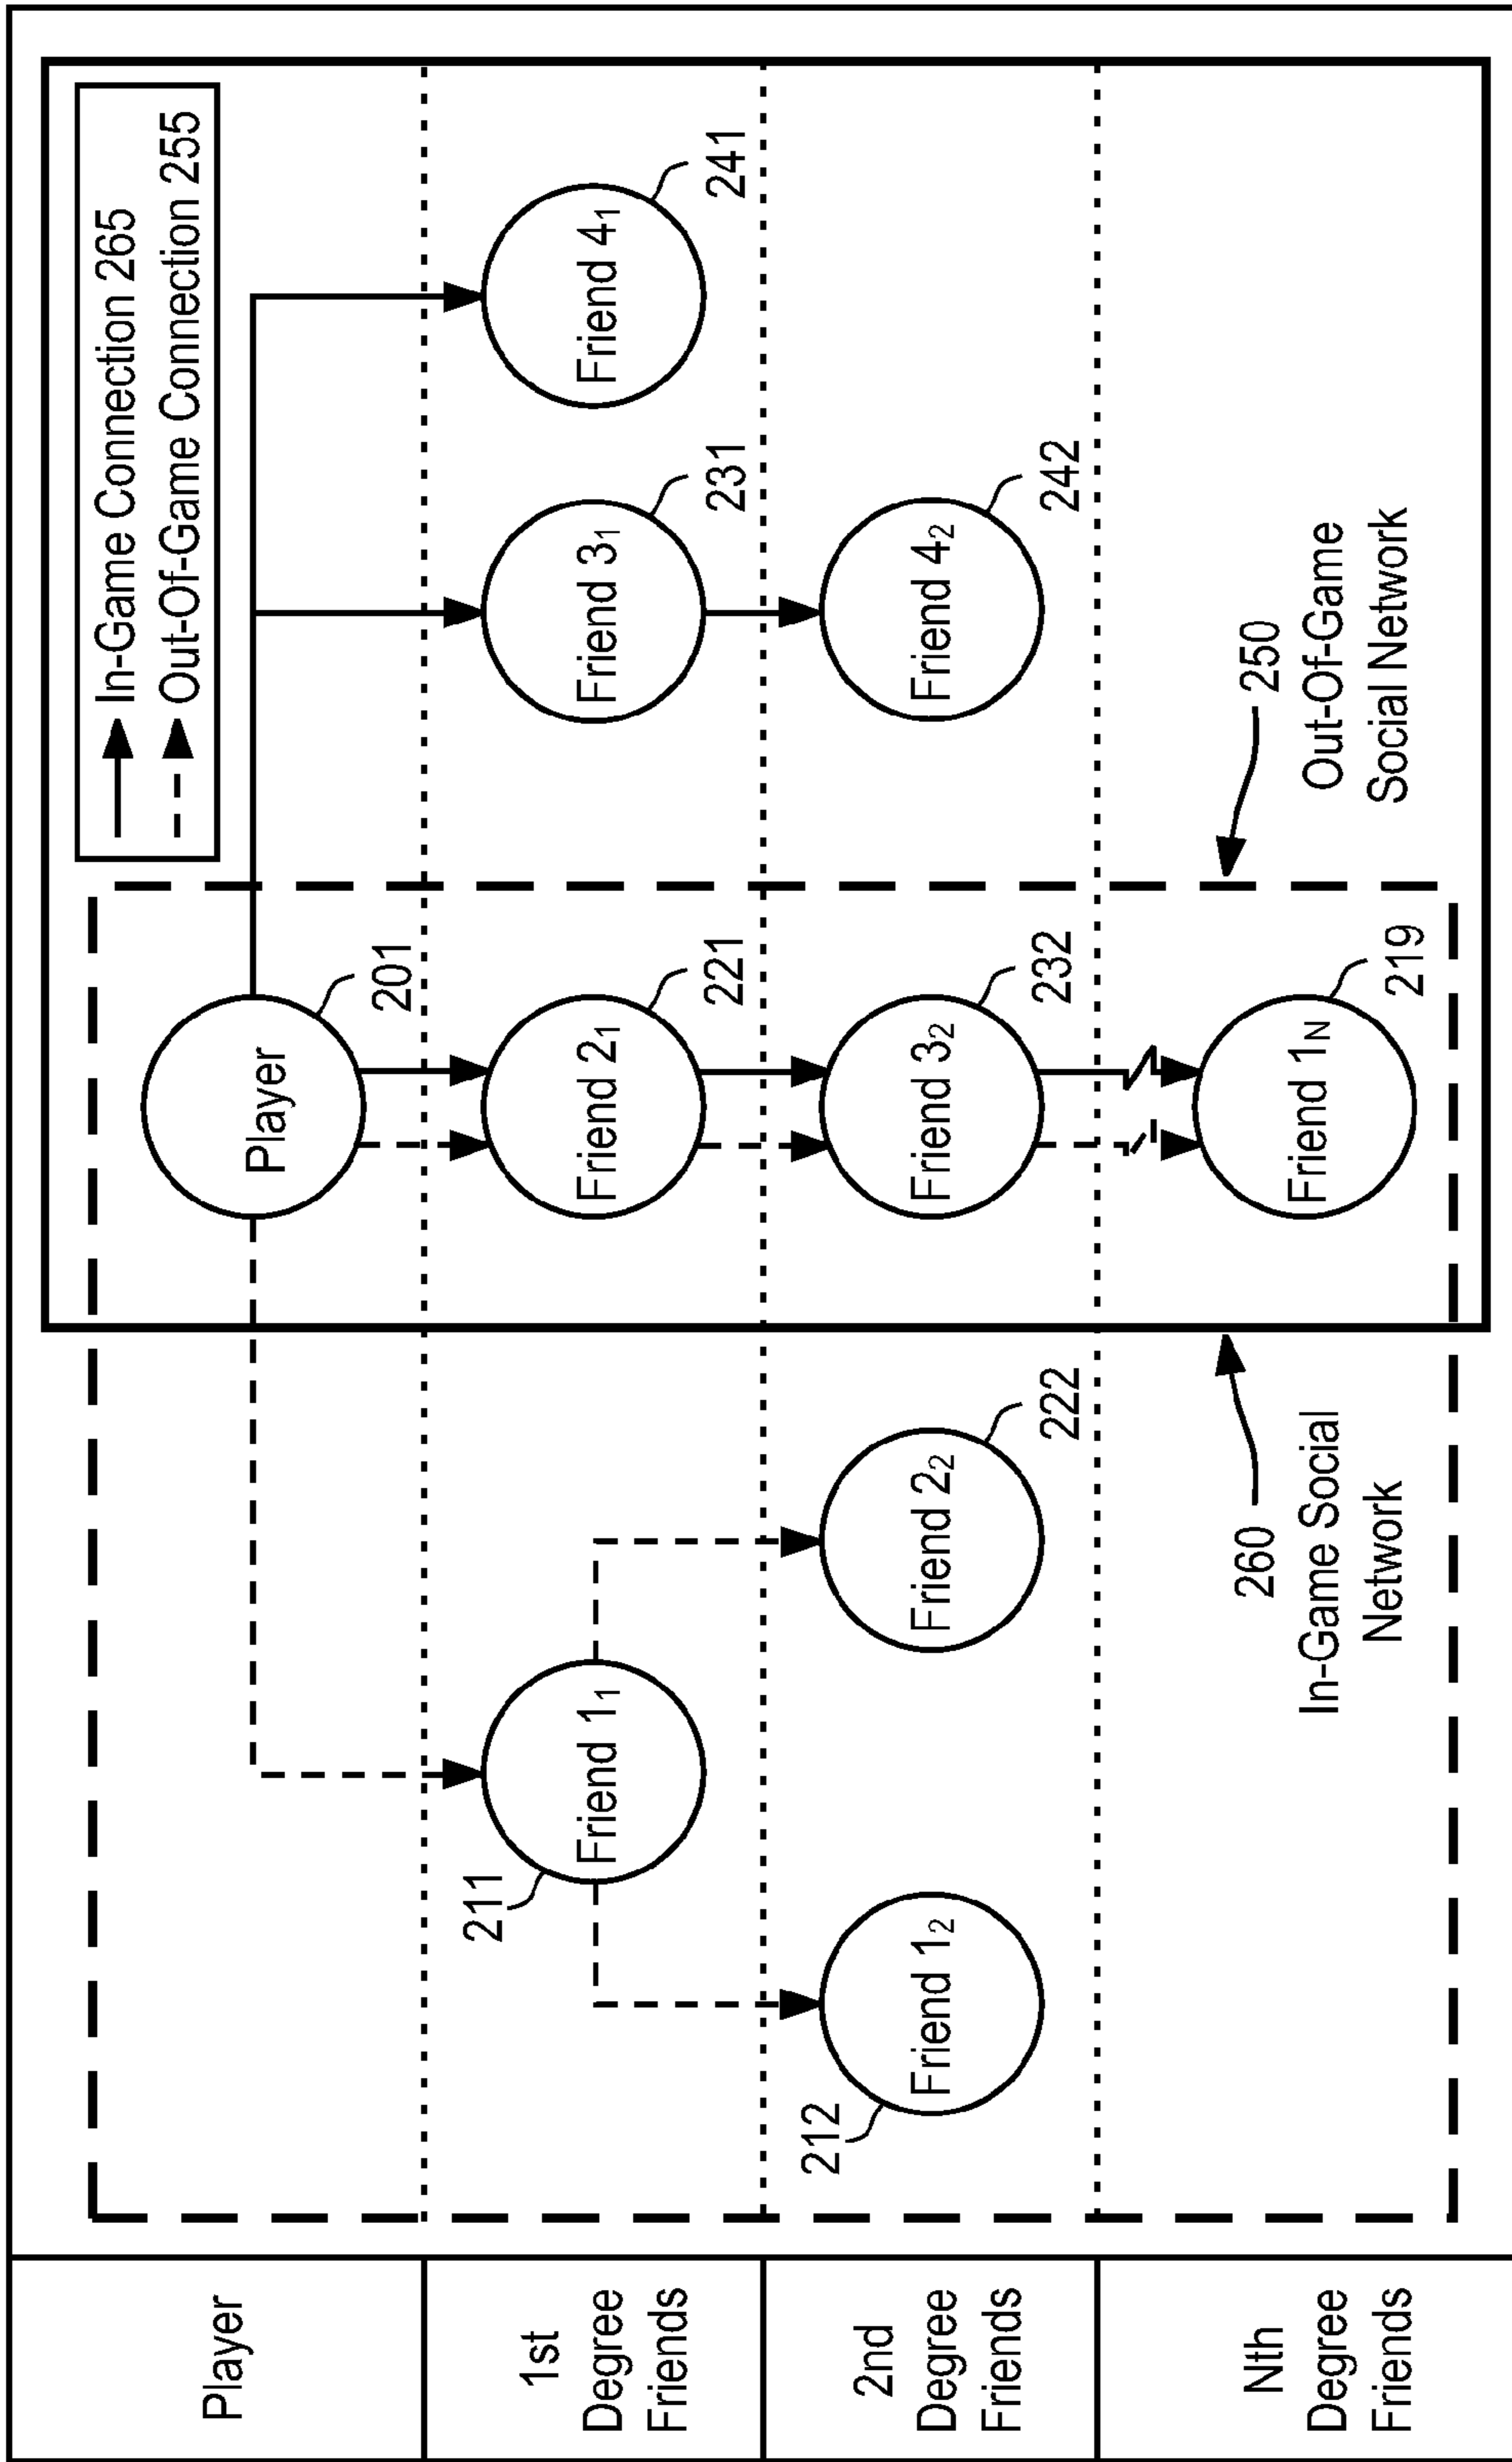 Player
1st
Degree
Friends
2nd
Degree
Friends
Nth
Degree
Friends
In-Game Connection 265
Out-Of-Game Connection 255
Player
201
211
Friend 1₁
Friend 2₁
221
Friend 3₁
231
Friend 4₁
241
212
Friend 1₂
Friend 2₂
222
Friend 3₂
232
Friend 4₂
242
260
In-Game Social
Network
Friend 1N
219
250
Out-Of-Game
Social Network